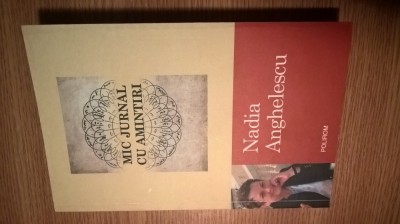 MIC JURNAL
CU AMINTIRI
Nadia
Anghelescu
POLIROM